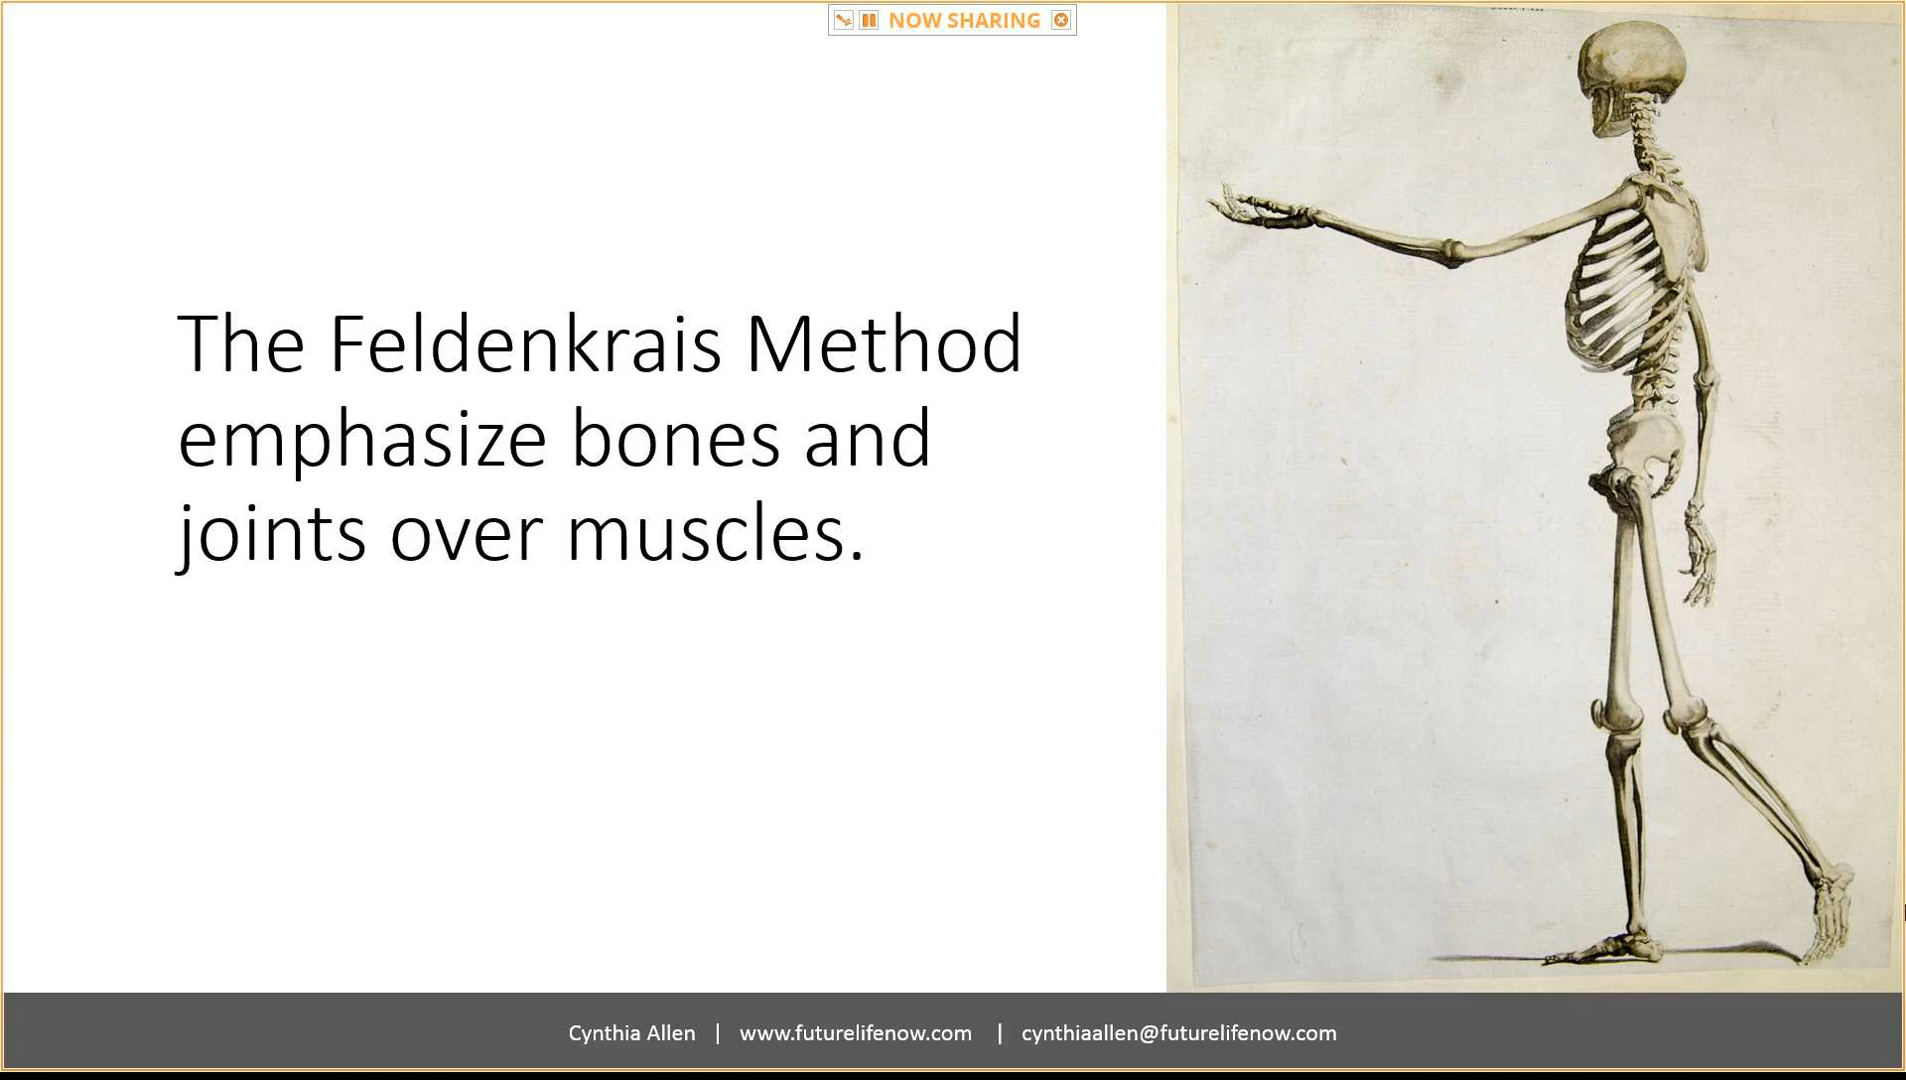 NOW SHARING
The Feldenkrais Method
emphasize bones and
joints over muscles.
Cynthia Allen | www.futurelifenow.com | cynthiaallen@futurelifenow.com